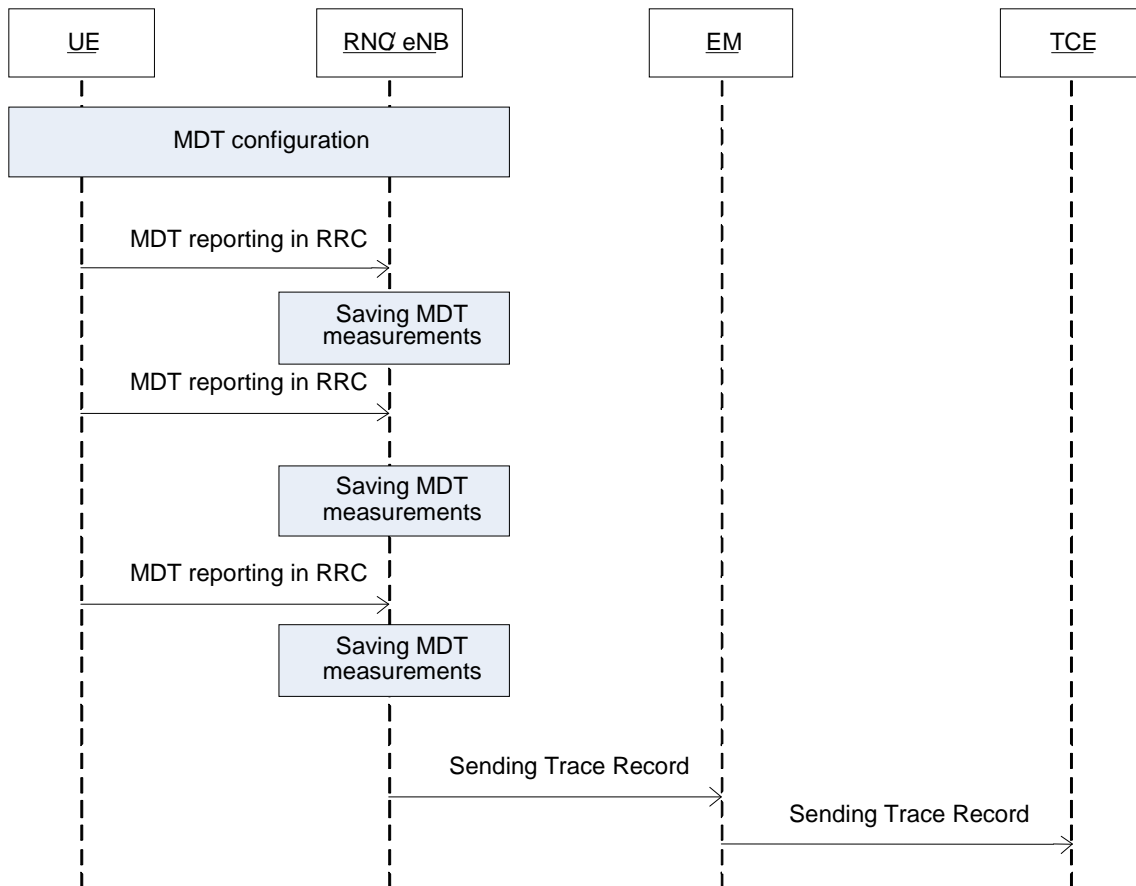 UE
RNC/ eNB
EM
TCE
MDT configuration
MDT reporting in RRC
Saving MDT
measurements
MDT reporting in RRC
Saving MDT
measurements
MDT reporting in RRC
Saving MDT
measurements
Sending Trace Record
Sending Trace Record